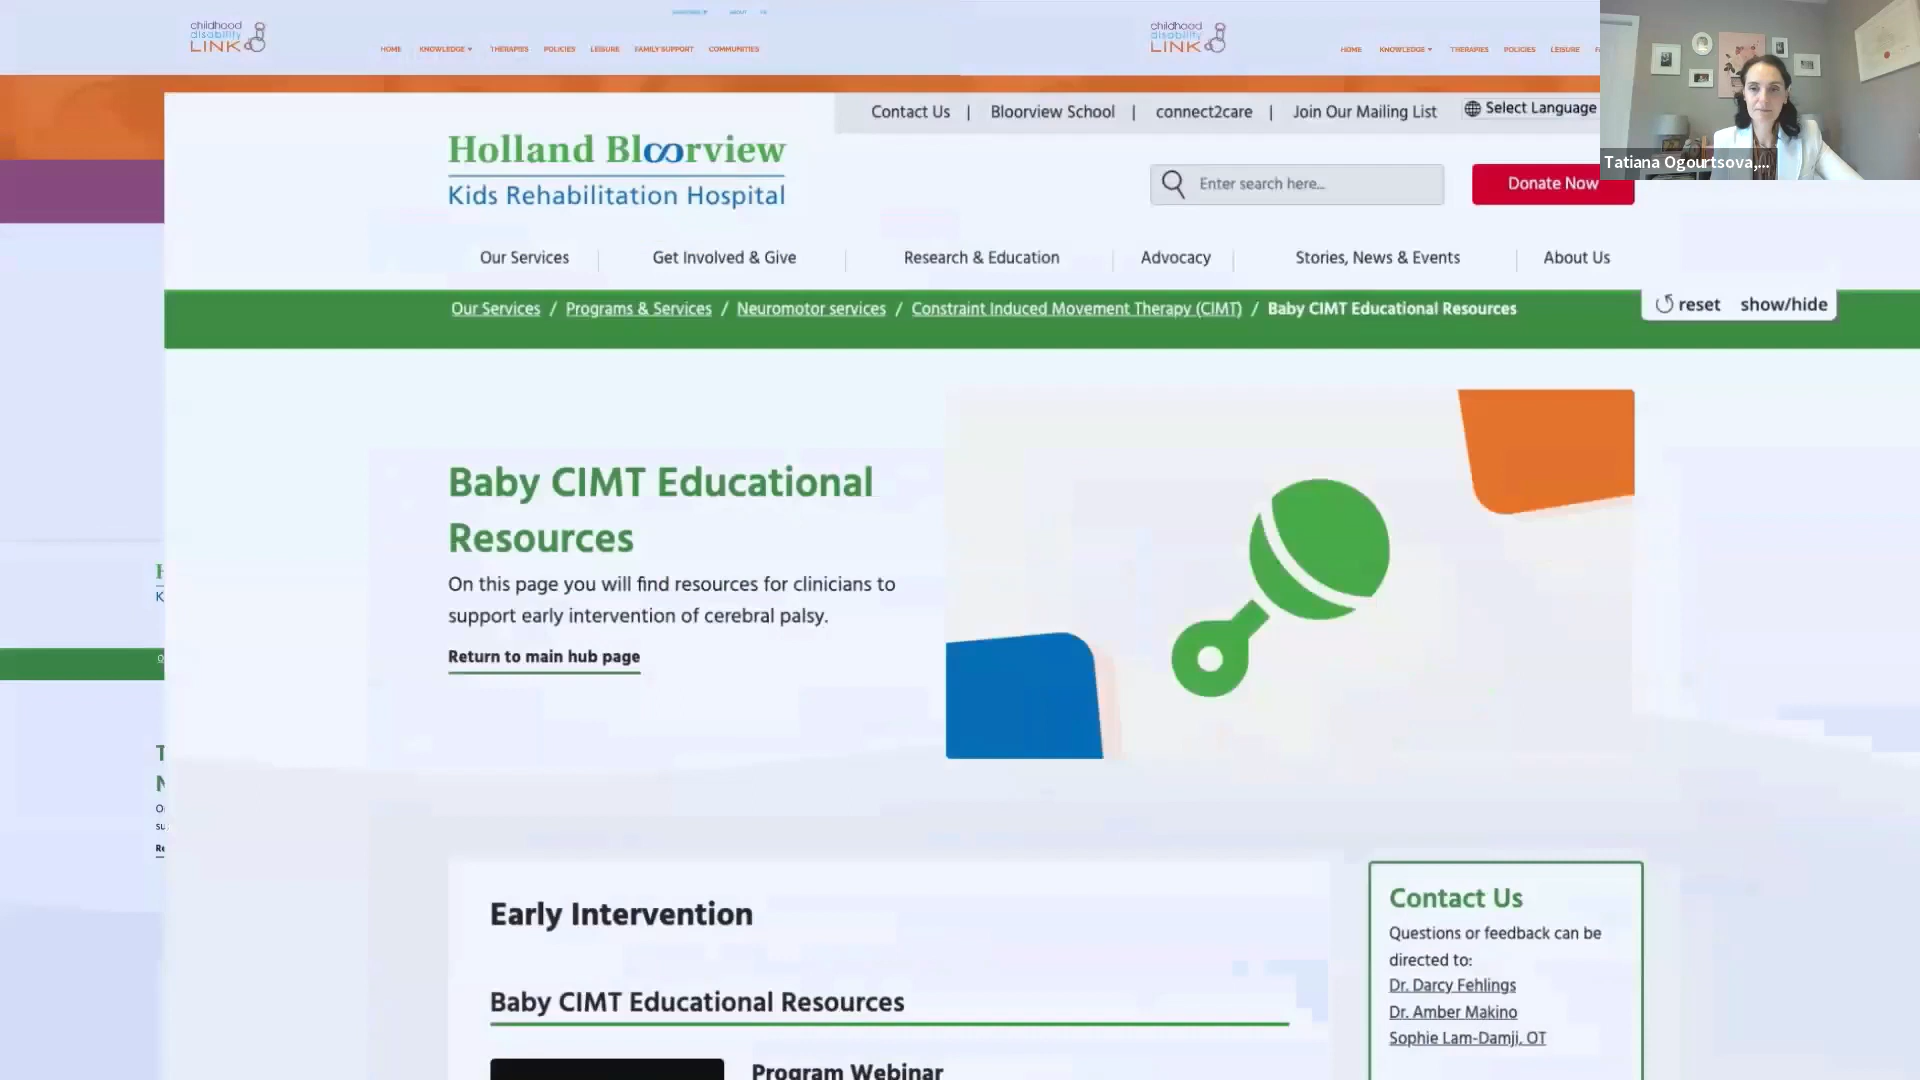 childhood
disability
LINK
ABOUT
HOME KNOWLEDGE THERAPIES POLICIES LEISURE FAMILY SUPPORT COMMUNITIES
childhood
disability
LINK
HOME KNOWLEDGE THERAPIES POLICIES LEISURE
Tatiana Ogourtsova,...
Contact Us | Bloorview School | connect2care | Join Our Mailing List Select Language
Holland Bloorview
Kids Rehabilitation Hospital
Enter search here...
Donate Now
Our Services Get Involved & Give Research & Education Advocacy Stories, News & Events About Us
Our Services / Programs & Services / Neuromotor services / Constraint Induced Movement Therapy (CIMT) / Baby CIMT Educational Resources
reset show/hide
Baby CIMT Educational
Resources
On this page you will find resources for clinicians to
support early intervention of cerebral palsy.
Return to main hub page
Early Intervention
Baby CIMT Educational Resources
Program Webinar
Contact Us
Questions or feedback can be
directed to:
Dr. Darcy Fehlings
Dr. Amber Makino
Sophie Lam-Damji, OT